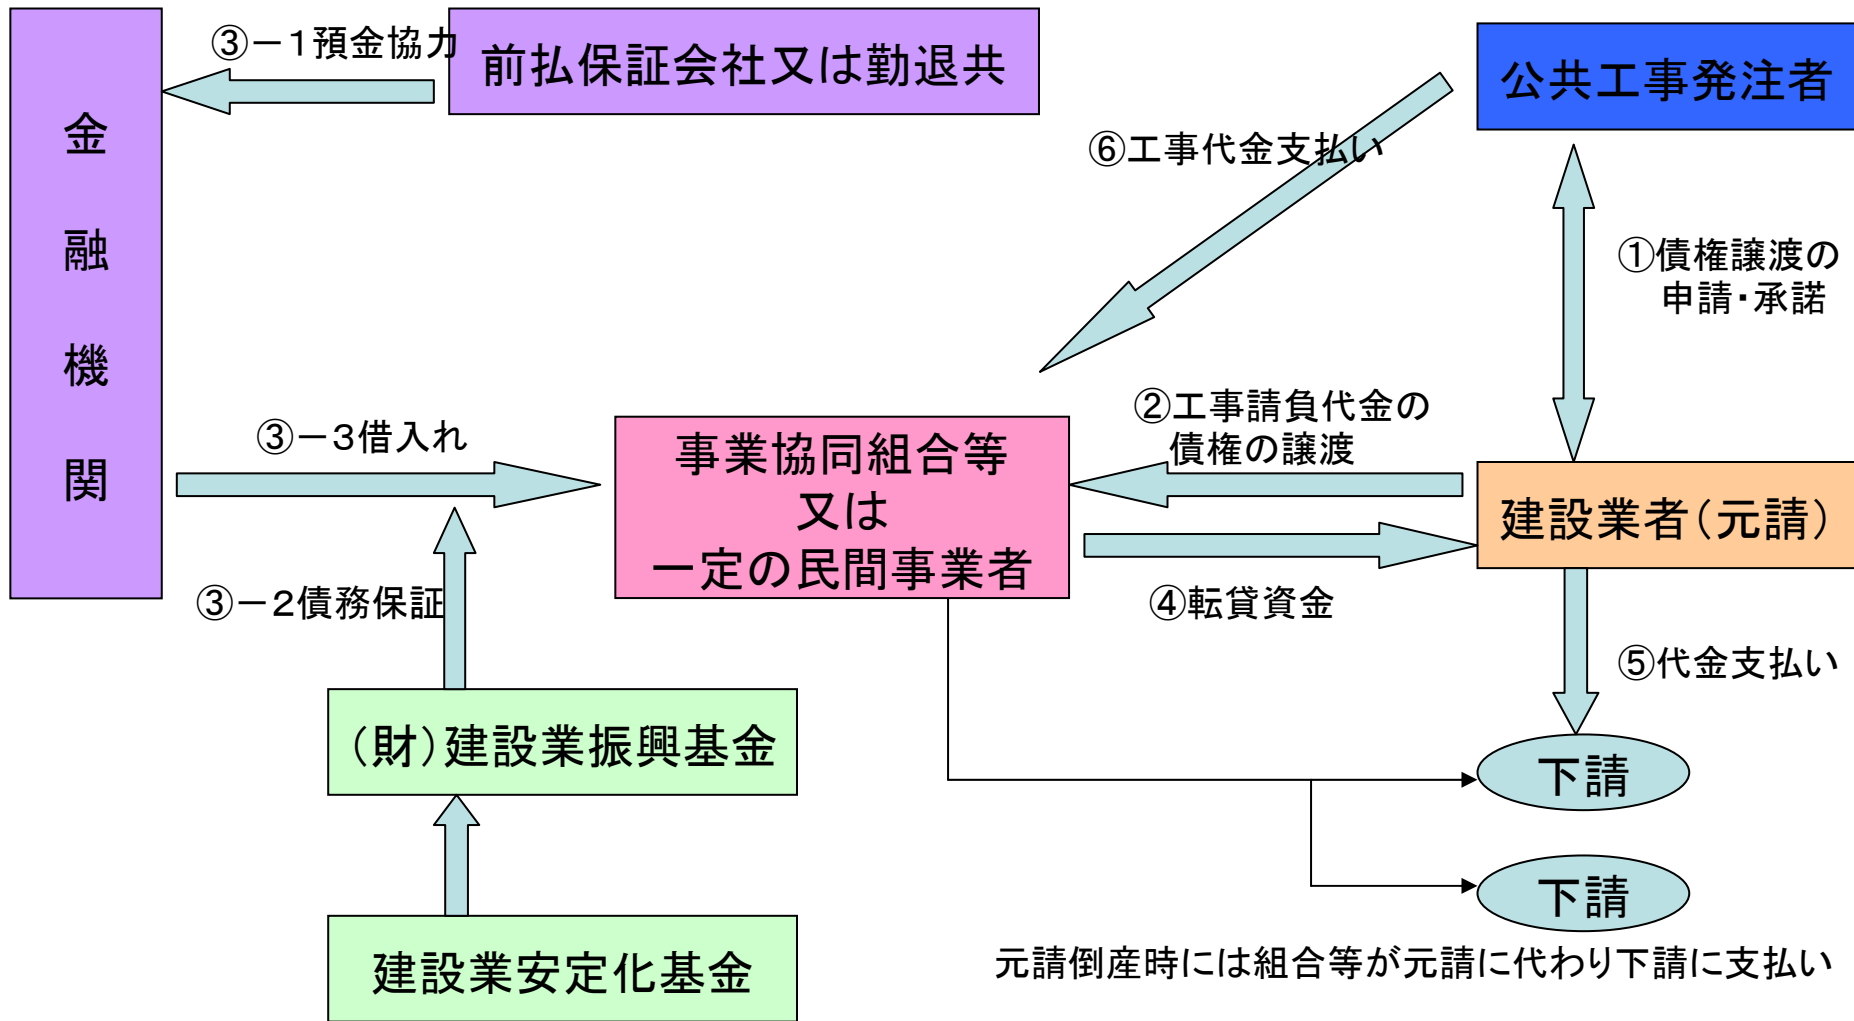 ③－1預金協力
前払保証会社又は勤退共
公共工事発注者
金
融
機
関
⑥工事代金支払い
①債権譲渡の
申請・承諾
②工事請負代金の
債権の譲渡
③－3借入れ
事業協同組合等
又は
一定の民間事業者
建設業者(元請)
③－2債務保証
④転貸資金
⑤代金支払い
(財)建設業振興基金
下請
下請
建設業安定化基金
元請倒産時には組合等が元請に代わり下請に支払い